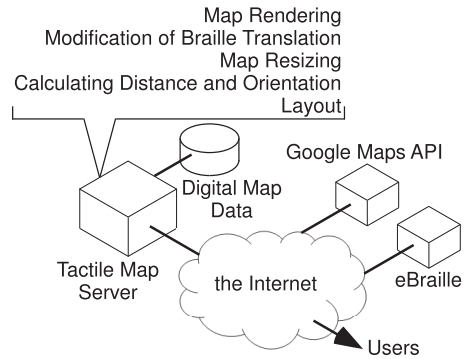 Map Rendering
Modification of Braille Translation
Map Resizing
Calculating Distance and Orientation
Layout
Google Maps API
Digital Map
Data
Tactile Map
Server
the Internet
eBraille
Users